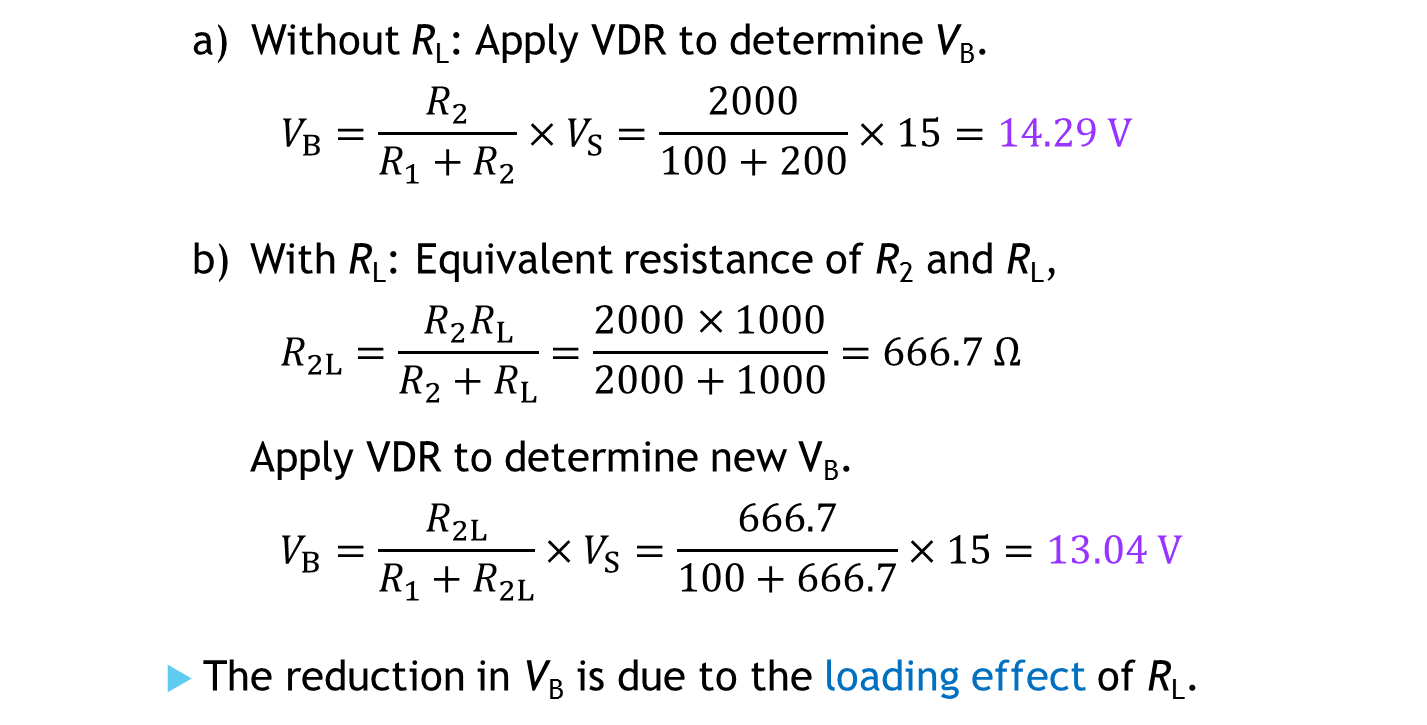 a) Without R_L: Apply VDR to determine V_B.
V_B = R_2 / (R_1 + R_2) × V_S = 2000 / (100 + 200) × 15 = 14.29 V
b) With R_L: Equivalent resistance of R_2 and R_L,
R_2L = R_2 R_L / (R_2 + R_L) = (2000 × 1000) / (2000 + 1000) = 666.7 Ω
Apply VDR to determine new V_B.
V_B = R_2L / (R_1 + R_2L) × V_S = 666.7 / (100 + 666.7) × 15 = 13.04 V
The reduction in V_B is due to the loading effect of R_L.